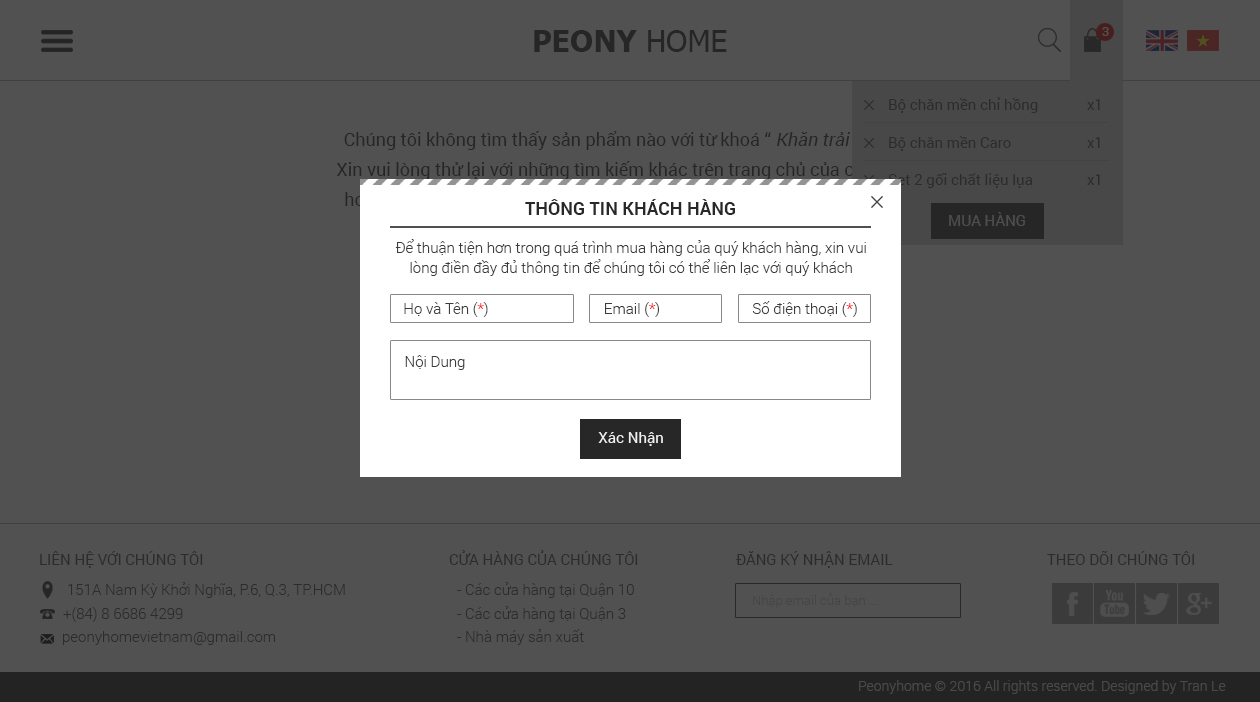 PEONY HOME
3
Bộ chăn mền chỉ hồng x1
Bộ chăn mền Caro x1
Set 2 gối chất liệu lụa x1
MUA HÀNG
Chúng tôi không tìm thấy sản phẩm nào với từ khoá “ Khăn trải
Xin vui lòng thử lại với những tìm kiếm khác trên trang chủ của c
THÔNG TIN KHÁCH HÀNG
Để thuận tiện hơn trong quá trình mua hàng của quý khách hàng, xin vui
lòng điền đầy đủ thông tin để chúng tôi có thể liên lạc với quý khách
Họ và Tên (*)
Email (*)
Số điện thoại (*)
Nội Dung
Xác Nhận
LIÊN HỆ VỚI CHÚNG TÔI
151A Nam Kỳ Khởi Nghĩa, P.6, Q.3, TP.HCM
+(84) 8 6686 4299
peonyhomevietnam@gmail.com
CỬA HÀNG CỦA CHÚNG TÔI
- Các cửa hàng tại Quận 10
- Các cửa hàng tại Quận 3
- Nhà máy sản xuất
ĐĂNG KÝ NHẬN EMAIL
Nhập email của bạn...
THEO DÕI CHÚNG TÔI
You
Tube
Peonyhome © 2016 All rights reserved. Designed by Tran Le